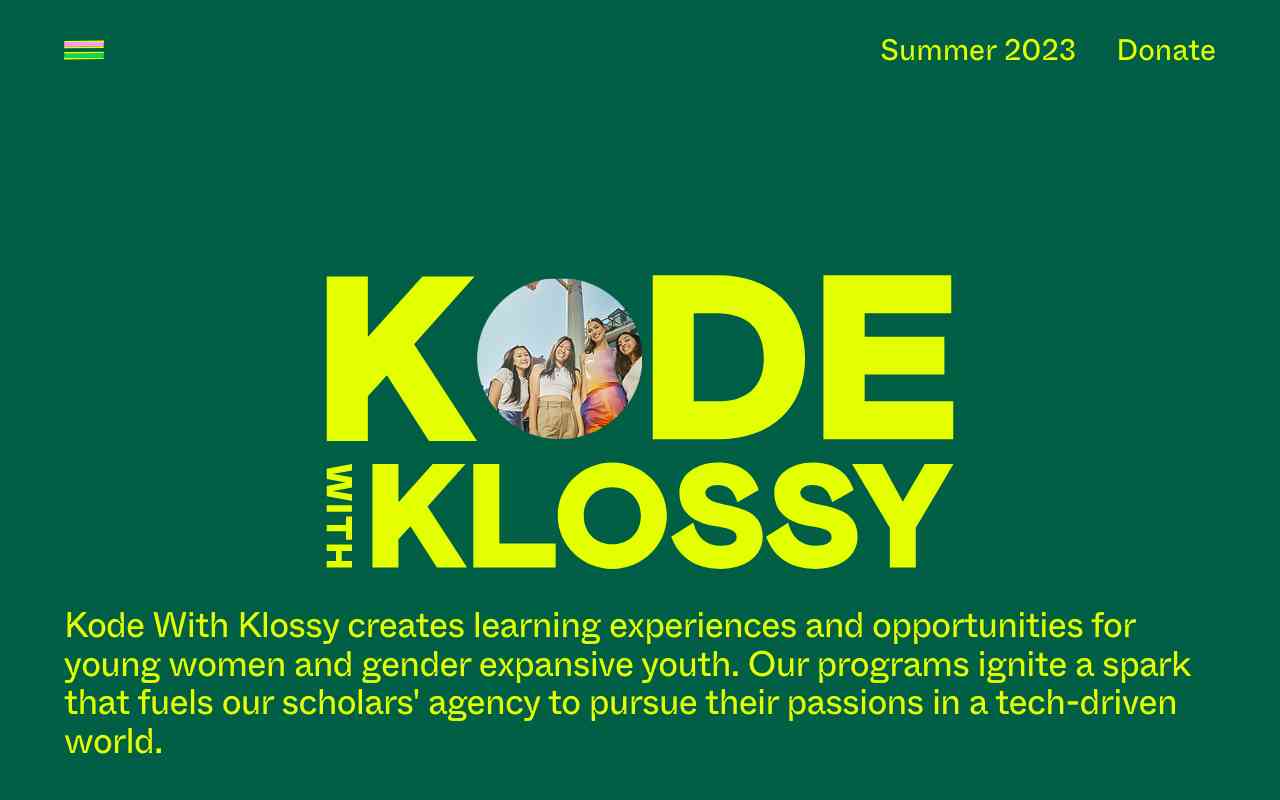 Summer 2023 Donate
KODE
WITH KLOSSY
Kode With Klossy creates learning experiences and opportunities for
young women and gender expansive youth. Our programs ignite a spark
that fuels our scholars' agency to pursue their passions in a tech-driven
world.